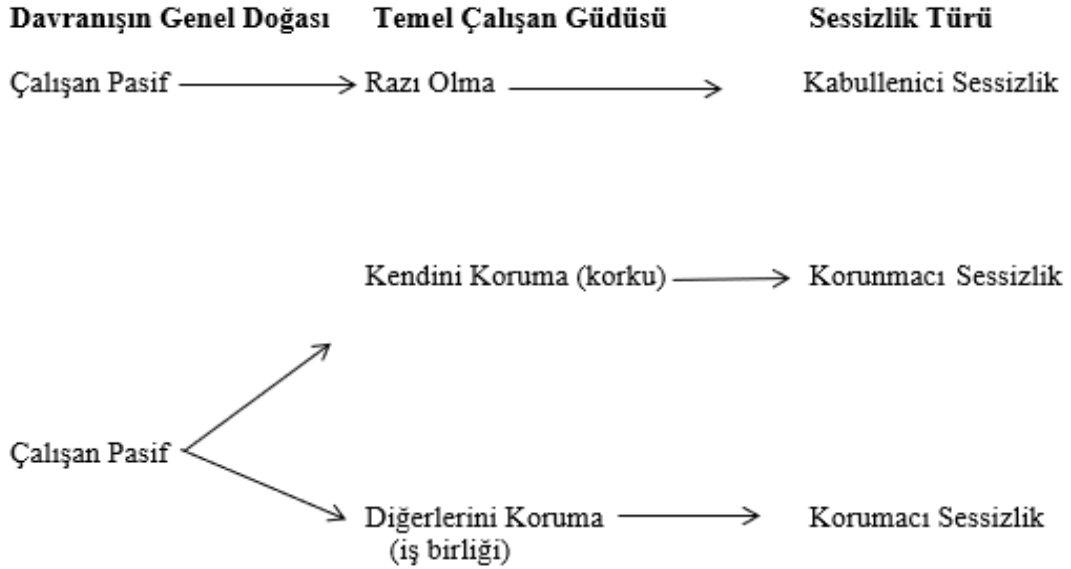 Davranışın Genel Doğası Temel Çalışan Güdüsü Sessizlik Türü
Çalışan Pasif Razı Olma Kabullenici Sessizlik
Kendini Koruma (korku) Korunmacı Sessizlik
Çalışan Pasif
Diğerlerini Koruma Korumacı Sessizlik
(iş birliği)